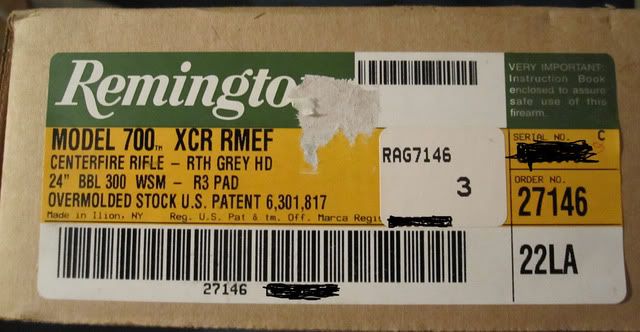 Remingto
VERY IMPORTANT:
Instruction Book
enclosed to assure
safe use of this
firearm.
MODEL 700™ XCR RMEF
CENTERFIRE RIFLE – RTH GREY HD
24" BBL 300 WSM – R3 PAD
OVERMOLDED STOCK U.S. PATENT 6,301,817
Made in Ilion, NY Reg. U.S. Pat & tm. Off. Marca Regi
RAG7146
3
SERIAL NO. C
ORDER NO.
27146
22LA
27146